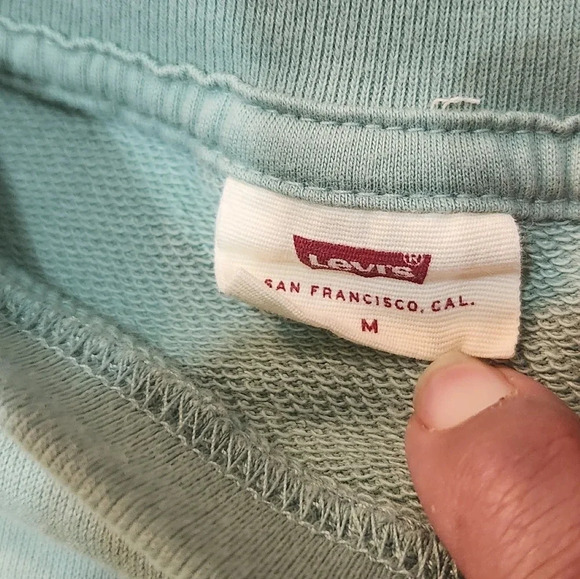 Levi's®
SAN FRANCISCO, CAL.
M